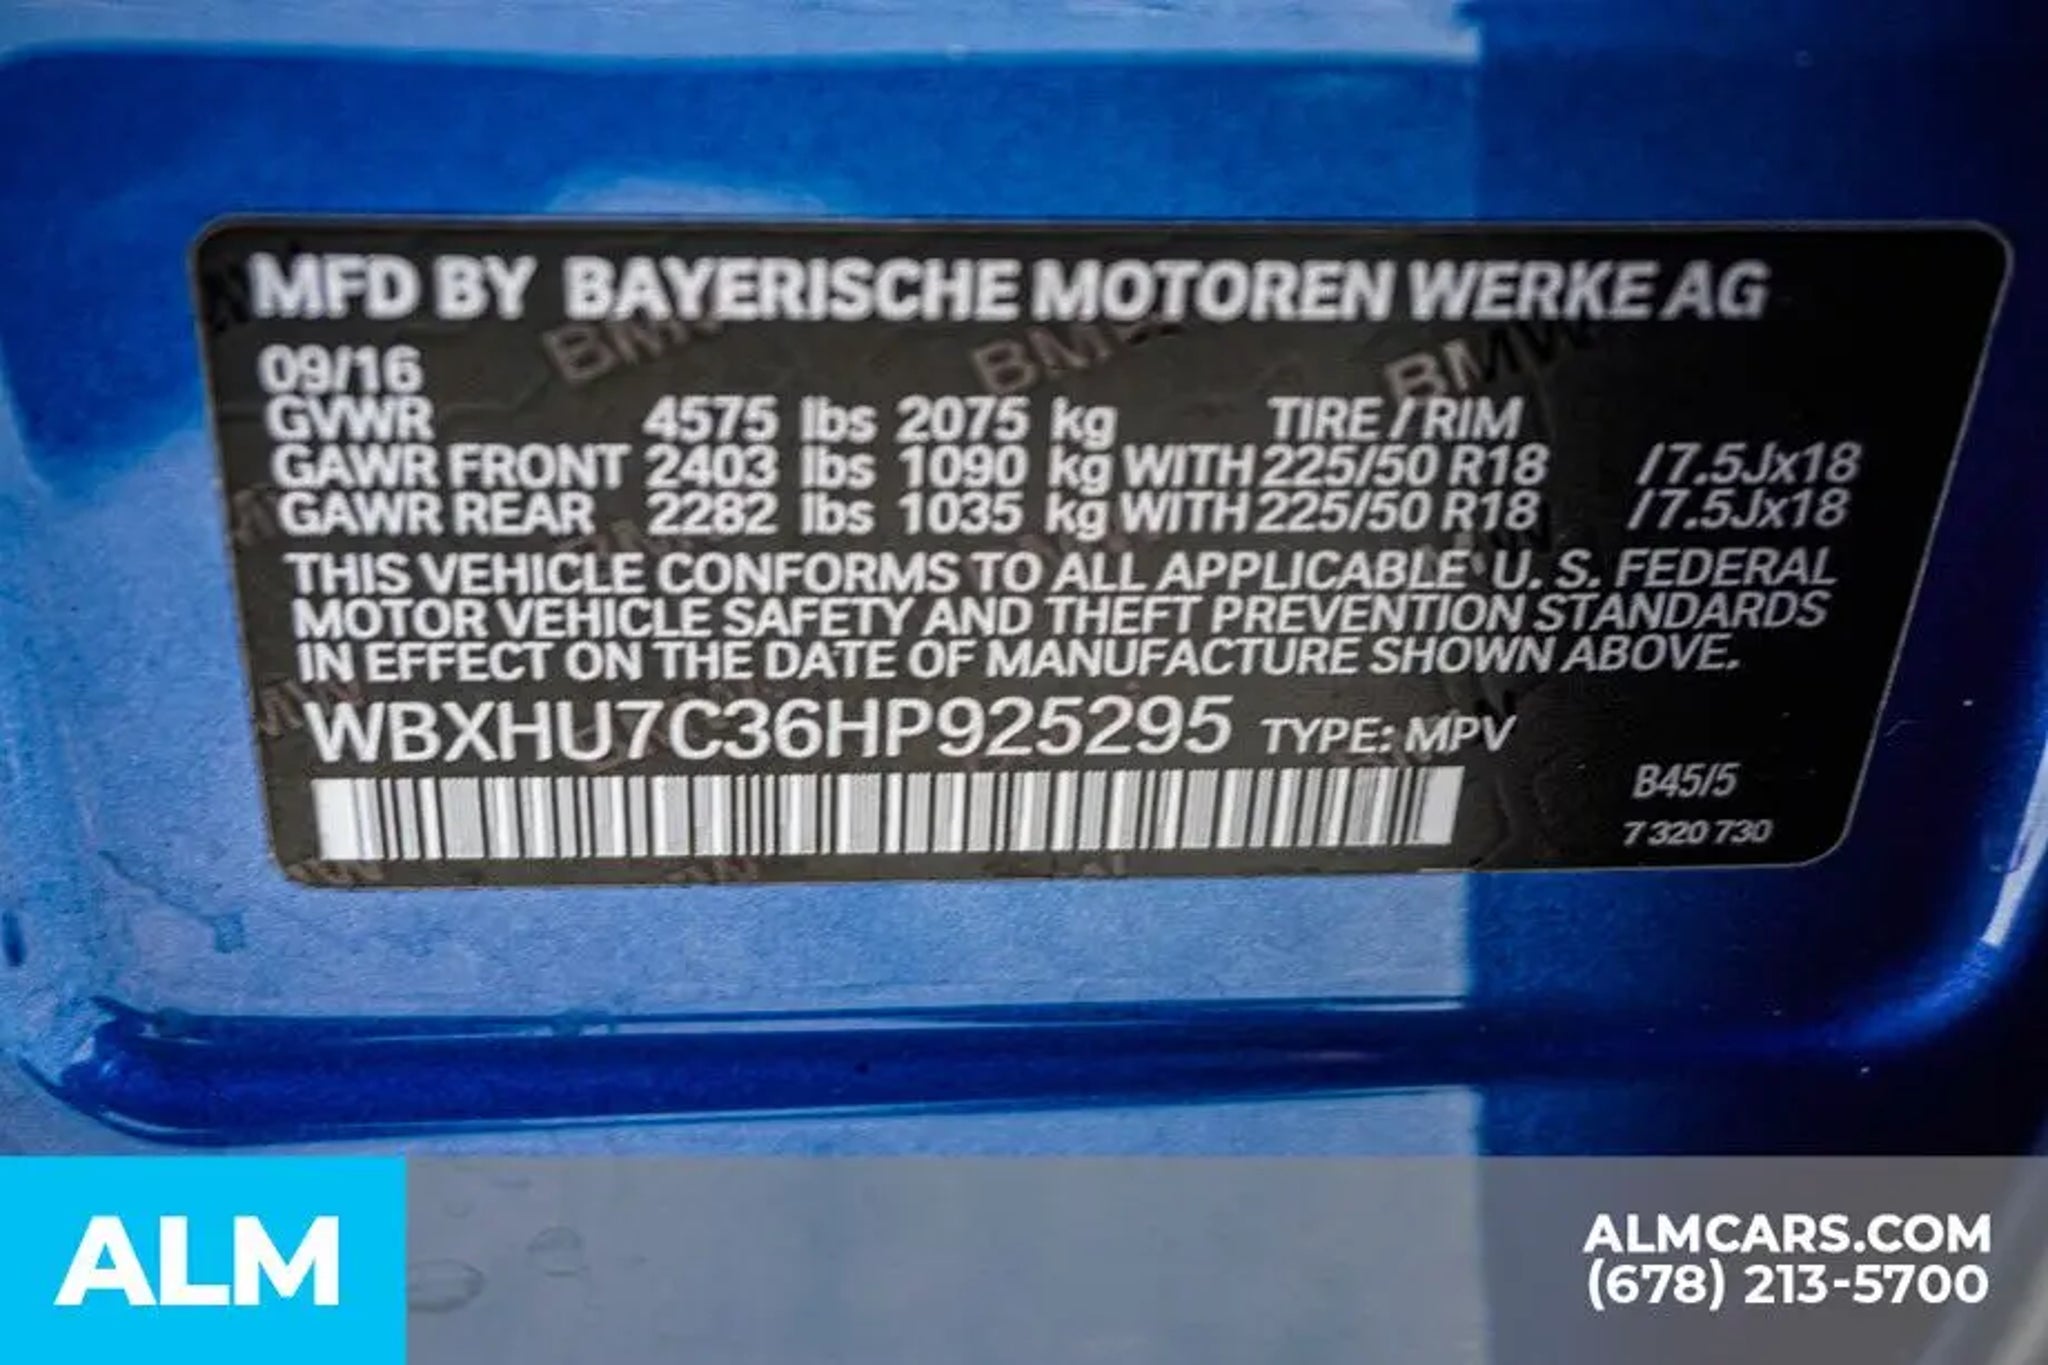 MFD BY BAYERISCHE MOTOREN WERKE AG
09/16
GVWR 4575 lbs 2075 kg TIRE / RIM
GAWR FRONT 2403 lbs 1090 kg WITH 225/50 R18 /7.5Jx18
GAWR REAR 2282 lbs 1035 kg WITH 225/50 R18 /7.5Jx18
THIS VEHICLE CONFORMS TO ALL APPLICABLE U. S. FEDERAL
MOTOR VEHICLE SAFETY AND THEFT PREVENTION STANDARDS
IN EFFECT ON THE DATE OF MANUFACTURE SHOWN ABOVE.
WBXHU7C36HP925295 TYPE: MPV
B45/5
7 320 730
ALM
ALMCARS.COM
(678) 213-5700